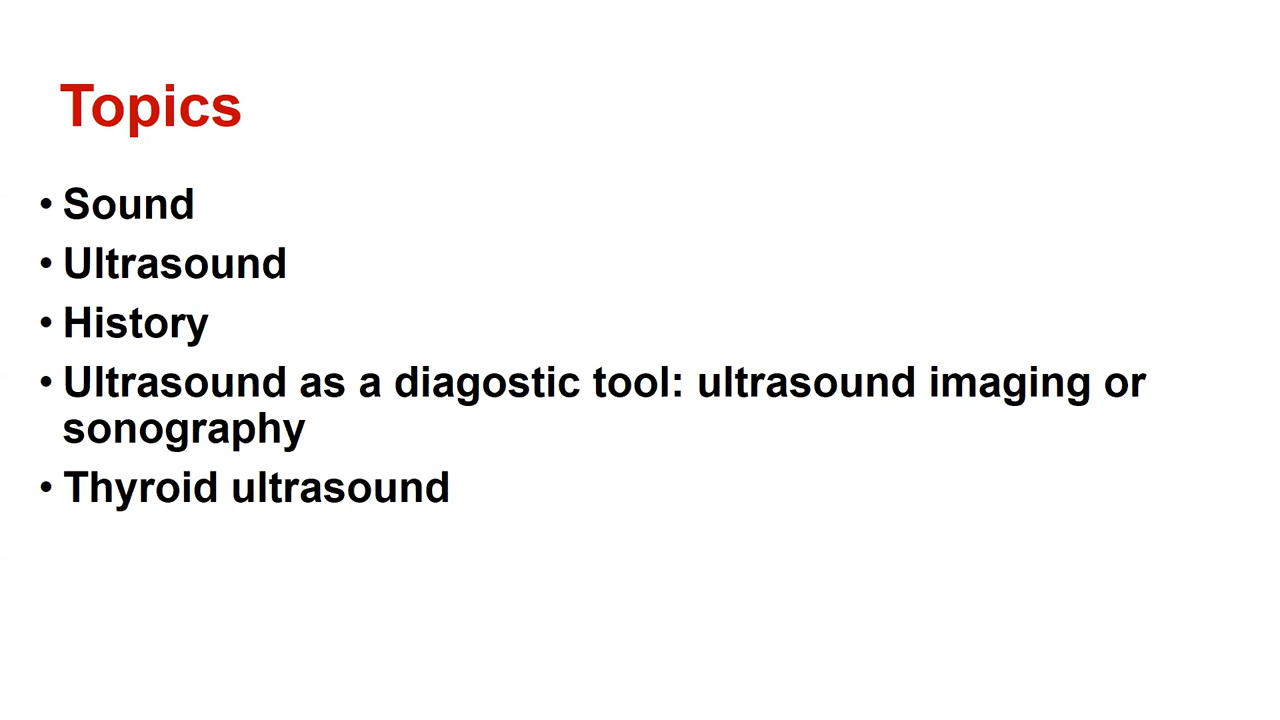 Topics
• Sound
• Ultrasound
• History
• Ultrasound as a diagostic tool: ultrasound imaging or
sonography
• Thyroid ultrasound